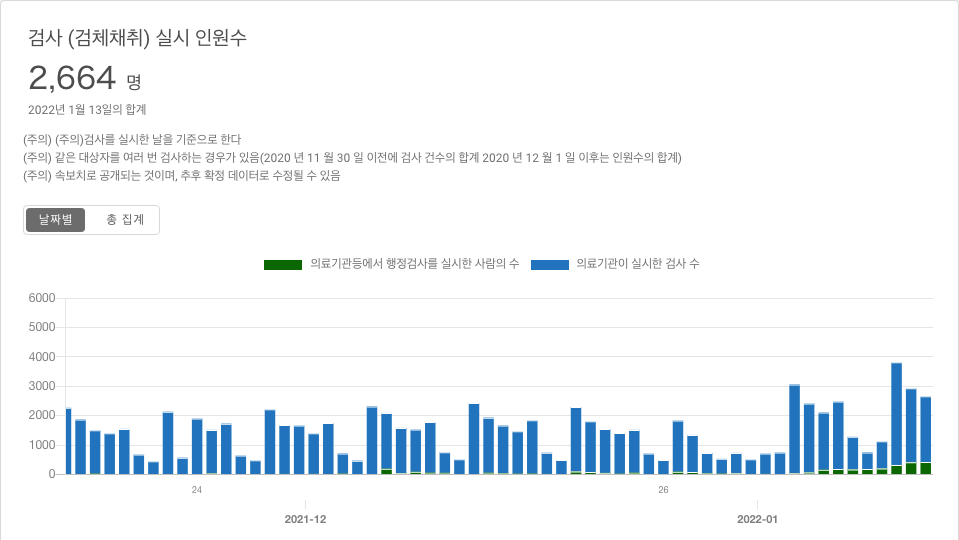 검사 (검체채취) 실시 인원수
2,664 명
2022년 1월 13일의 합계
(주의) (주의)검사를 실시한 날을 기준으로 한다
(주의) 같은 대상자를 여러 번 검사하는 경우가 있음(2020 년 11 월 30 일 이전에 검사 건수의 합계 2020 년 12 월 1 일 이후는 인원수의 합계)
(주의) 속보치로 공개되는 것이며, 추후 확정 데이터로 수정될 수 있음
날짜별 총 집계
의료기관등에서 행정검사를 실시한 사람의 수 의료기관이 실시한 검사 수
6000
5000
4000
3000
2000
1000
0
24 26
2021-12 2022-01